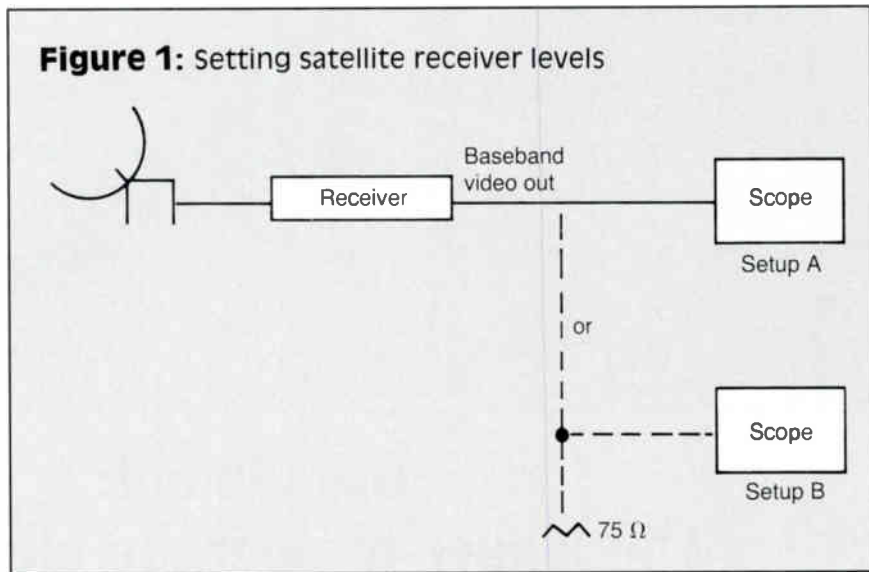 Figure 1: Setting satellite receiver levels
Baseband
video out
Receiver
Scope
Setup A
or
Scope
Setup B
75 Ω